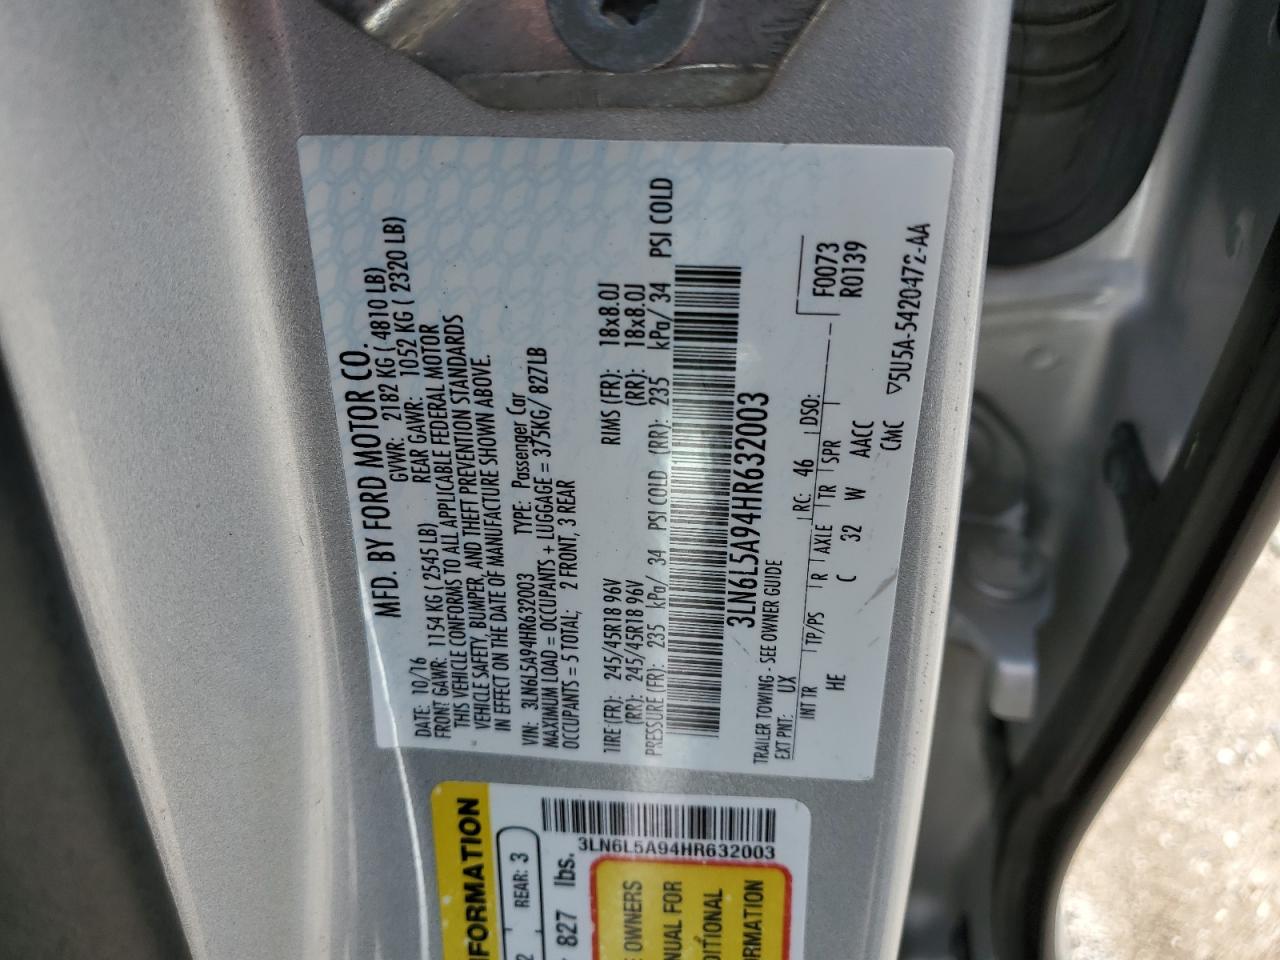 MFD. BY FORD MOTOR CO.
DATE: 10/16 GVWR: 2182 KG ( 4810 LB)
FRONT GAWR: 1154 KG ( 2545 LB) REAR GAWR: 1052 KG ( 2320 LB)
THIS VEHICLE CONFORMS TO ALL APPLICABLE FEDERAL MOTOR
VEHICLE SAFETY, BUMPER, AND THEFT PREVENTION STANDARDS
IN EFFECT ON THE DATE OF MANUFACTURE SHOWN ABOVE.
VIN: 3LN6L5A94HR632003 TYPE: Passenger Car
MAXIMUM LOAD = OCCUPANTS + LUGGAGE = 375KG/ 827LB
OCCUPANTS = 5 TOTAL; 2 FRONT, 3 REAR
TIRE (FR): 245/45R18 96V RIMS (FR): 18x8.0J
(RR): 245/45R18 96V (RR): 18x8.0J
PRESSURE (FR): 235 kPa/ 34 PSI COLD (RR): 235 kPa/ 34 PSI COLD
3LN6L5A94HR632003
TRAILER TOWING - SEE OWNER GUIDE
F0073
EXT PNT: UX RC: 46 DSO: R0139
INT TR TP/PS R AXLE TR SPR
HE C 32 W AACC
CMC ▽5U5A-5420472-AA
FORMATION
REAR: 3
827 lbs.
3LN6L5A94HR632003
OWNERS
FOR